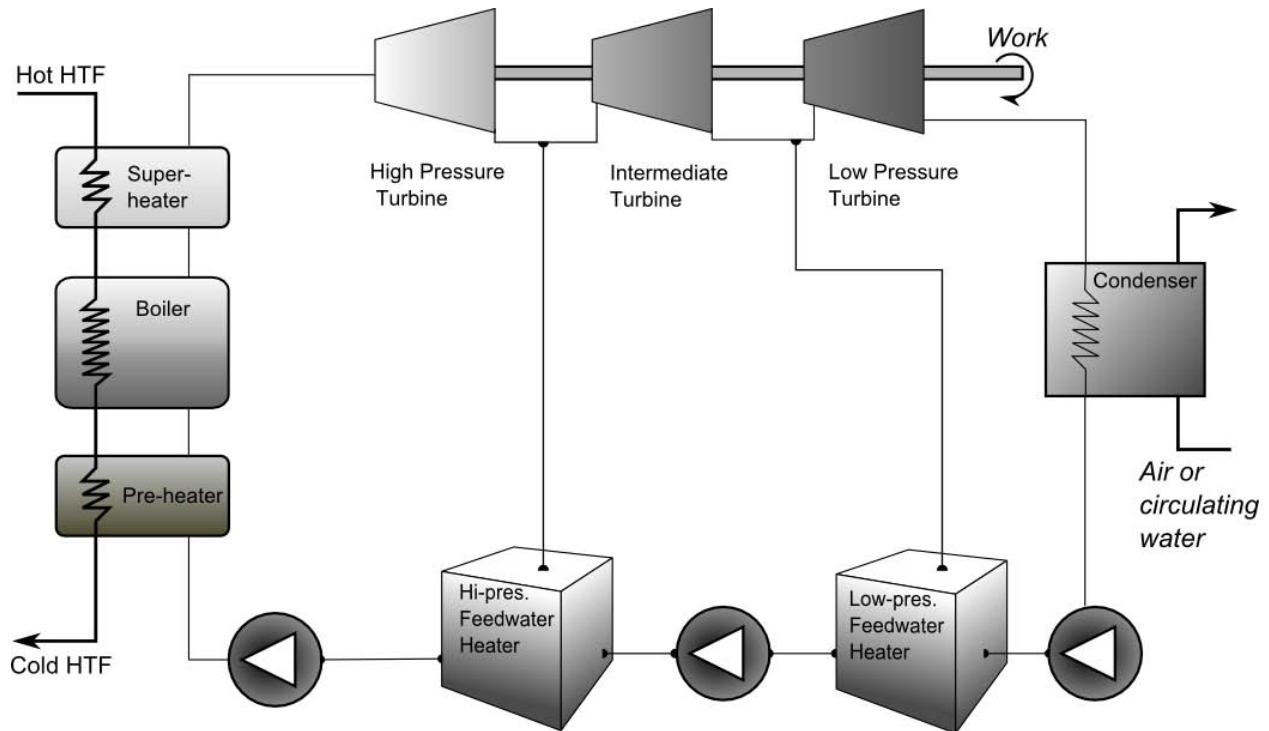 Work
Hot HTF
Super-
heater
High Pressure
Turbine
Intermediate
Turbine
Low Pressure
Turbine
Condenser
Boiler
Air or
circulating
water
Pre-heater
Hi-pres.
Feedwater
Heater
Low-pres.
Feedwater
Heater
Cold HTF